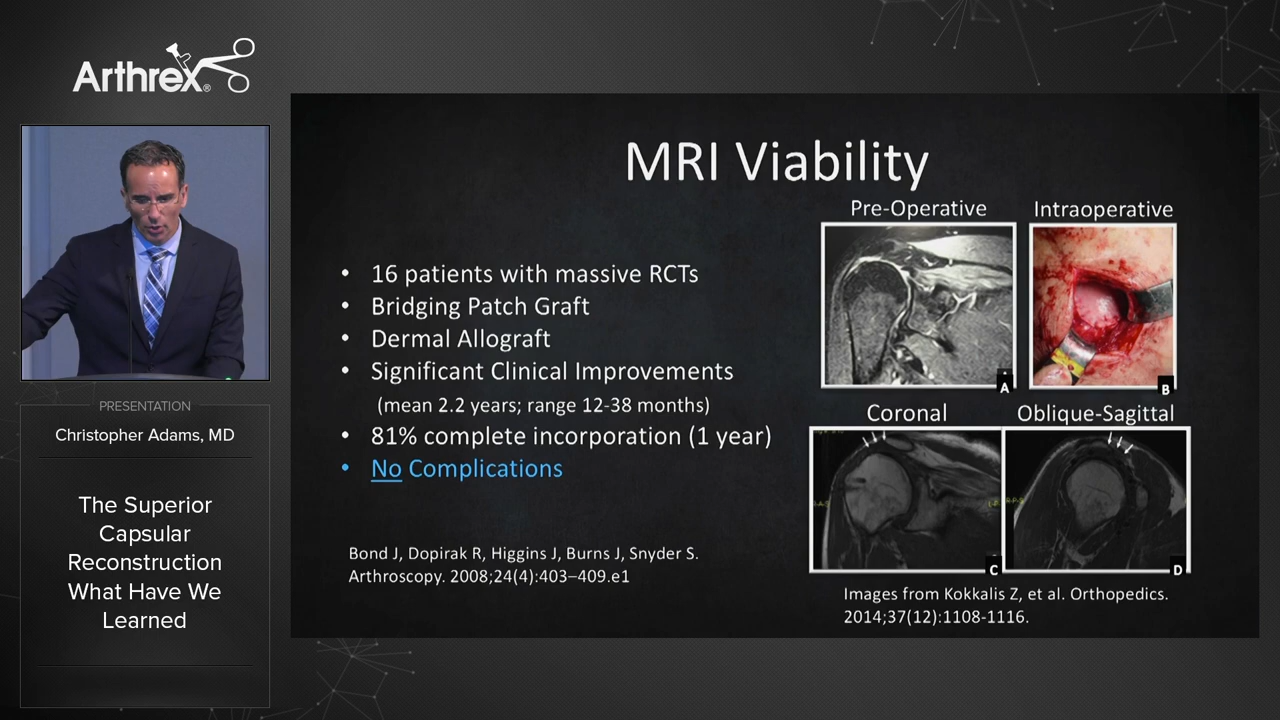 Arthrex®
PRESENTATION
Christopher Adams, MD
The Superior
Capsular
Reconstruction
What Have We
Learned
MRI Viability
• 16 patients with massive RCTs
• Bridging Patch Graft
• Dermal Allograft
• Significant Clinical Improvements
(mean 2.2 years; range 12-38 months)
• 81% complete incorporation (1 year)
• No Complications
Bond J, Dopirak R, Higgins J, Burns J, Snyder S.
Arthroscopy. 2008;24(4):403–409.e1
Pre-Operative
Intraoperative
A
B
Coronal
Oblique-Sagittal
C
D
Images from Kokkalis Z, et al. Orthopedics.
2014;37(12):1108-1116.